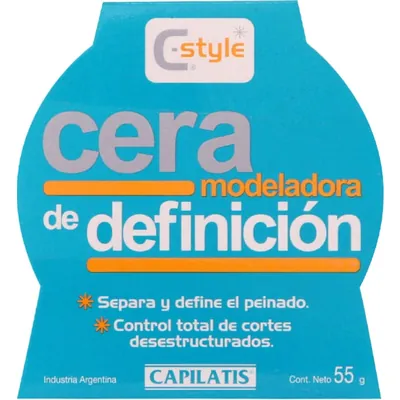 C-style
cera
modeladora
de definición
Separa y define el peinado.
Control total de cortes
desestructurados.
Industria Argentina
CAPILATIS®
Cont. Neto 55 g